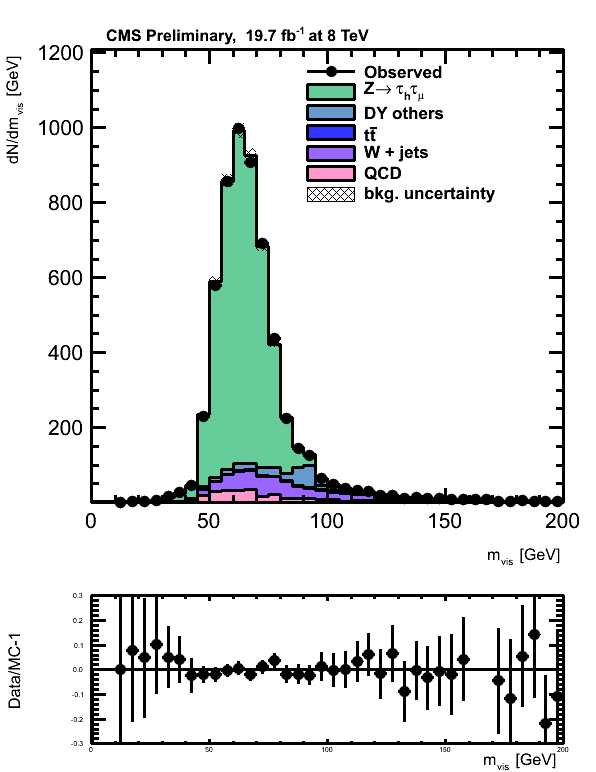 CMS Preliminary, 19.7 fb⁻¹ at 8 TeV
dN/dm_vis [GeV]
1200
1000
800
600
400
200
0 50 100 150 200
m_vis [GeV]
Observed
Z→ τ_hτ_μ
DY others
tt̄
W + jets
QCD
bkg. uncertainty
Data/MC-1
0.3
0.2
0.1
0.0
-0.1
-0.2
-0.3
0 50 100 150 200
m_vis [GeV]